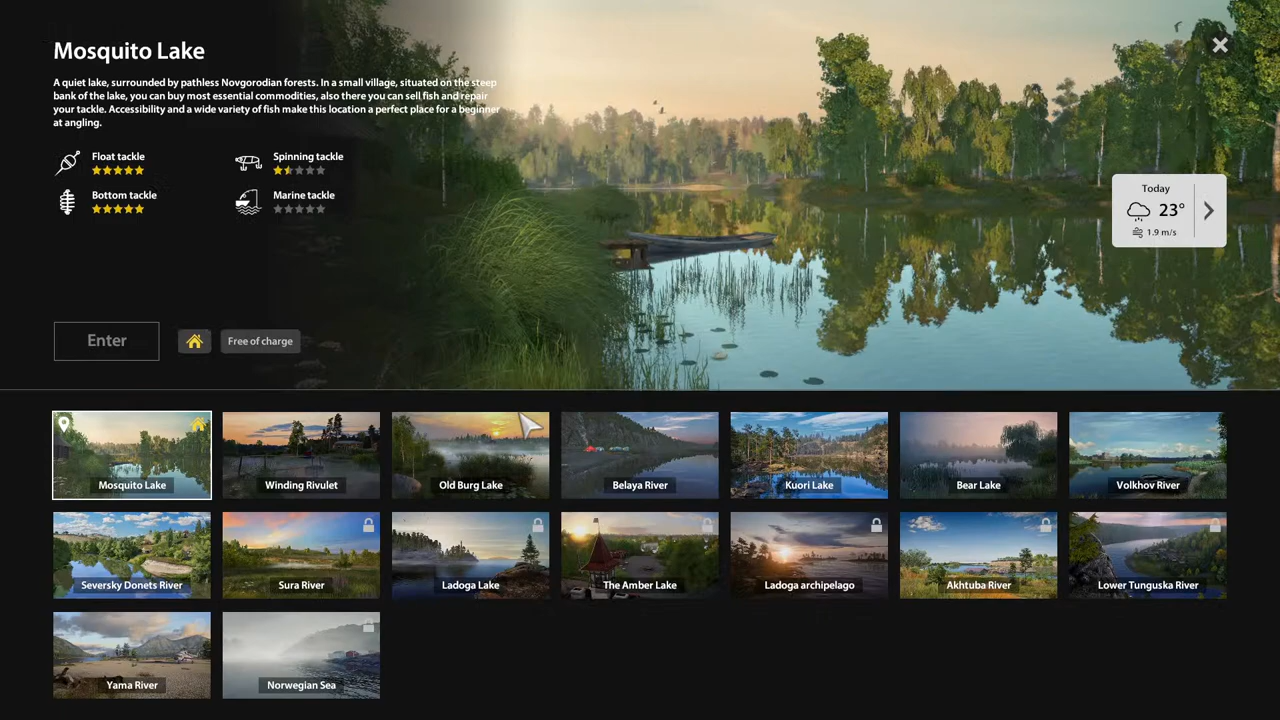 Mosquito Lake
A quiet lake, surrounded by pathless Novgorodian forests. In a small village, situated on the steep
bank of the lake, you can buy most essential commodities, also there you can sell fish and repair
your tackle. Accessibility and a wide variety of fish make this location a perfect place for a beginner
at angling.
Float tackle
Spinning tackle
Bottom tackle
Marine tackle
Today
23°
1.9 m/s
Enter
Free of charge
Mosquito Lake
Winding Rivulet
Old Burg Lake
Belaya River
Kuori Lake
Bear Lake
Volkhov River
Seversky Donets River
Sura River
Ladoga Lake
The Amber Lake
Ladoga archipelago
Akhtuba River
Lower Tunguska River
Yama River
Norwegian Sea